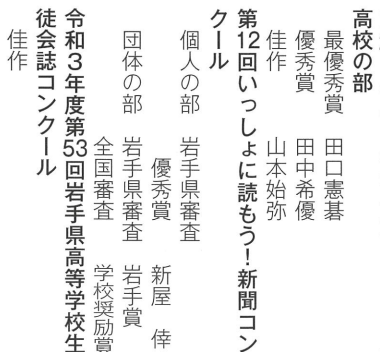 高校の部
最優秀賞　田口憲碁
優秀賞　田中希優
佳作　山本始弥
第12回いっしょに読もう！新聞コン
クール
個人の部　岩手県審査
優秀賞　新屋　倖
団体の部　岩手県審査　岩手賞
全国審査　学校奨励賞
令和3年度第53回岩手県高等学校生
徒会誌コンクール
佳作